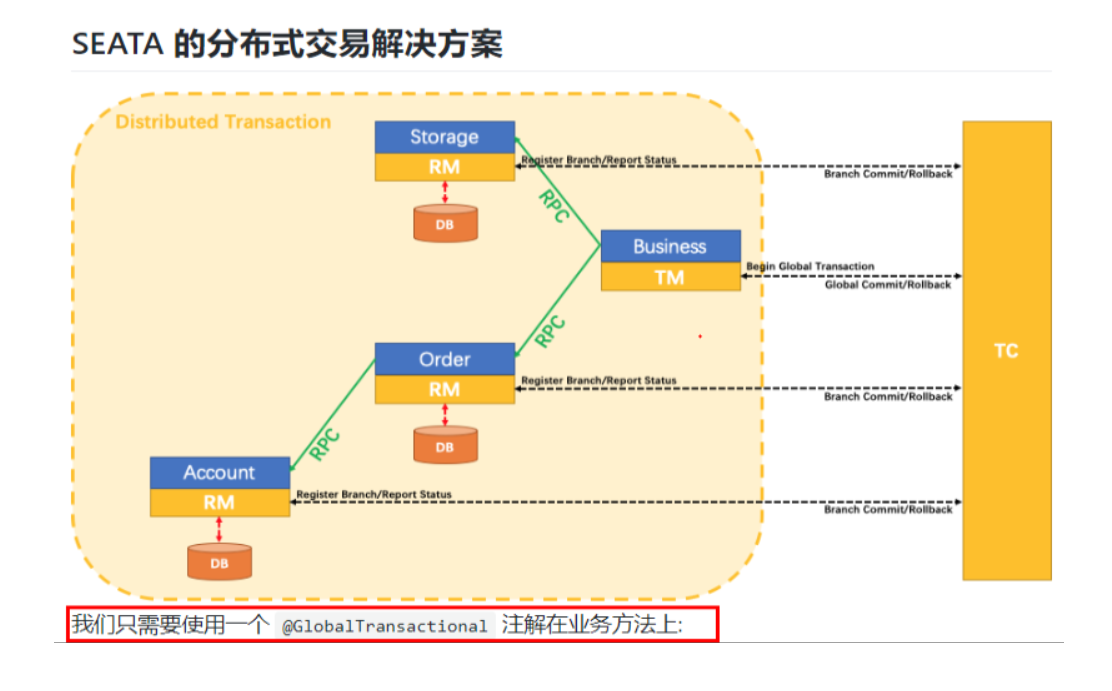 SEATA 的分布式交易解决方案
Distributed Transaction
Storage
RM
Register Branch/Report Status
Branch Commit/Rollback
DB
RPC
Business
TM
Begin Global Transaction
Global Commit/Rollback
RPC
TC
Order
RM
Register Branch/Report Status
Branch Commit/Rollback
DB
RPC
Account
RM
Register Branch/Report Status
Branch Commit/Rollback
DB
我们只需要使用一个 @GlobalTransactional 注解在业务方法上: